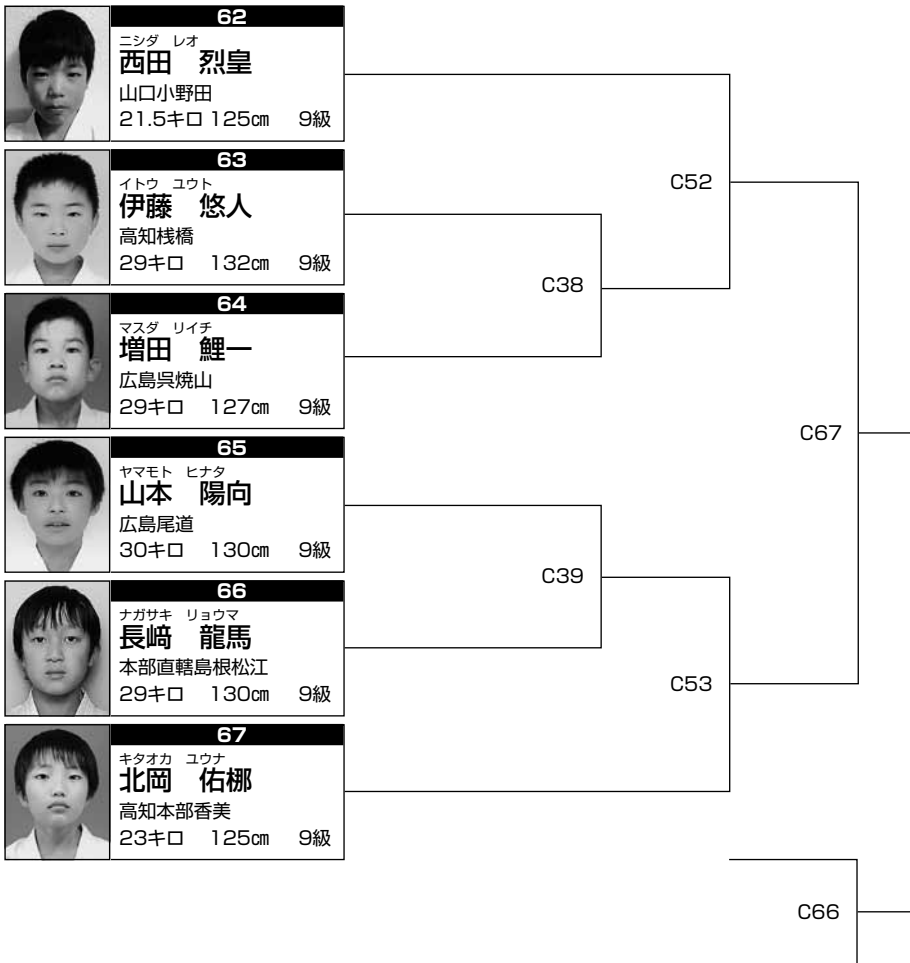 62
ニシダ　レオ
西田　烈皇
山口小野田
21.5キロ 125㎝　9級
63
イトウ　ユウト
伊藤　悠人
高知桟橋
29キロ　132㎝　9級
64
マスダ　リイチ
増田　鯉一
広島呉焼山
29キロ　127㎝　9級
65
ヤマモト　ヒナタ
山本　陽向
広島尾道
30キロ　130㎝　9級
66
ナガサキ　リョウマ
長﨑　龍馬
本部直轄島根松江
29キロ　130㎝　9級
67
キタオカ　ユウナ
北岡　佑梛
高知本部香美
23キロ　125㎝　9級
C52
C38
C67
C39
C53
C66